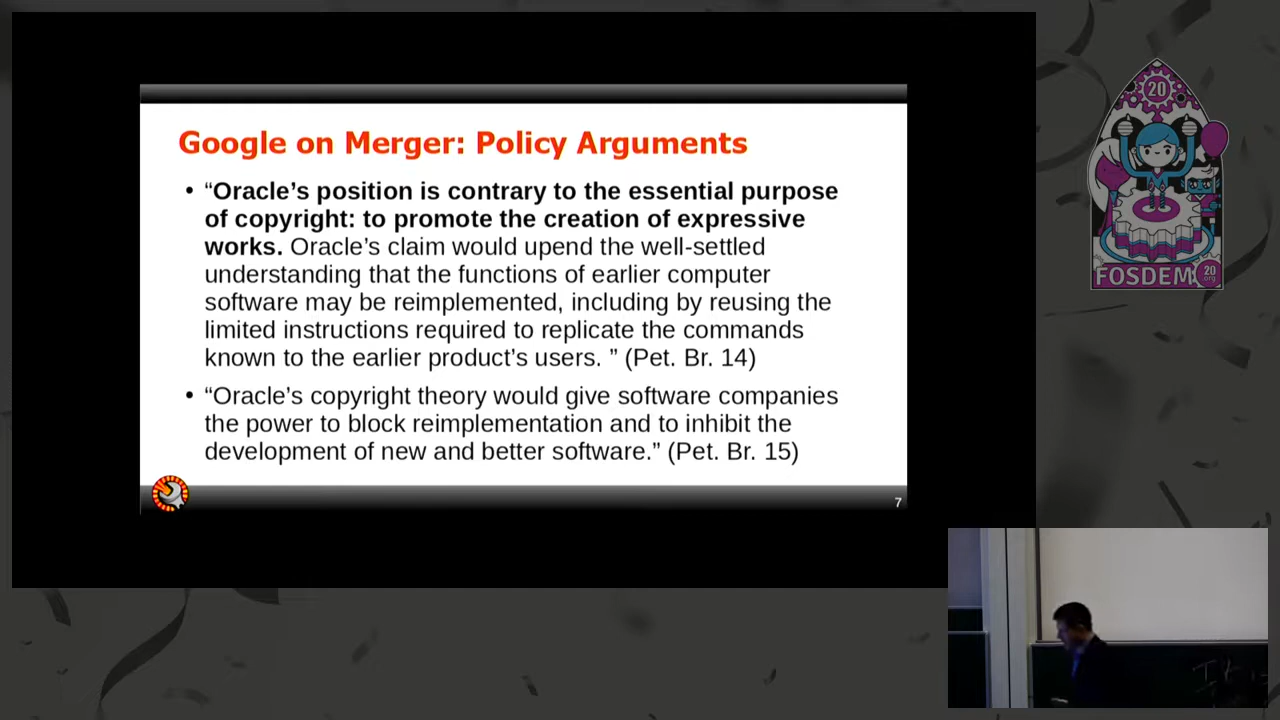 Google on Merger: Policy Arguments
• “Oracle’s position is contrary to the essential purpose
of copyright: to promote the creation of expressive
works. Oracle’s claim would upend the well-settled
understanding that the functions of earlier computer
software may be reimplemented, including by reusing the
limited instructions required to replicate the commands
known to the earlier product’s users. ” (Pet. Br. 14)
• “Oracle’s copyright theory would give software companies
the power to block reimplementation and to inhibit the
development of new and better software.” (Pet. Br. 15)
7
20
FOSDEM
20
.org